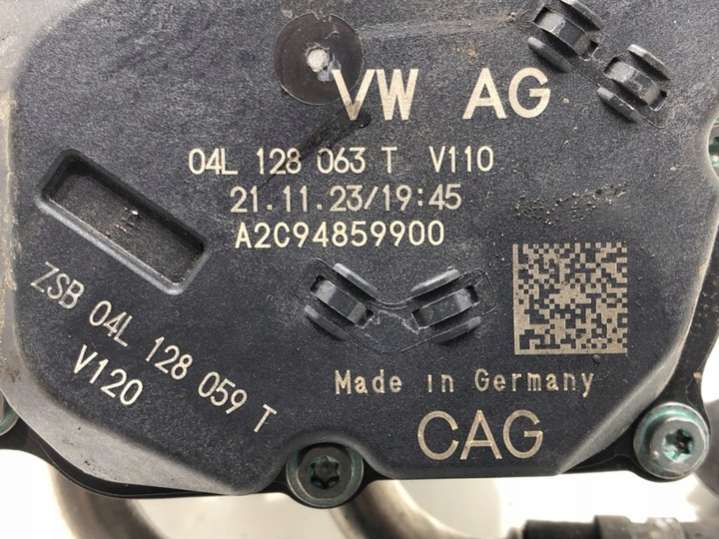 VW AG
04L 128 063 T V110
21.11.23/19:45
A2C94859900
ZSB 04L 128 059 T
V120
Made in Germany
CAG